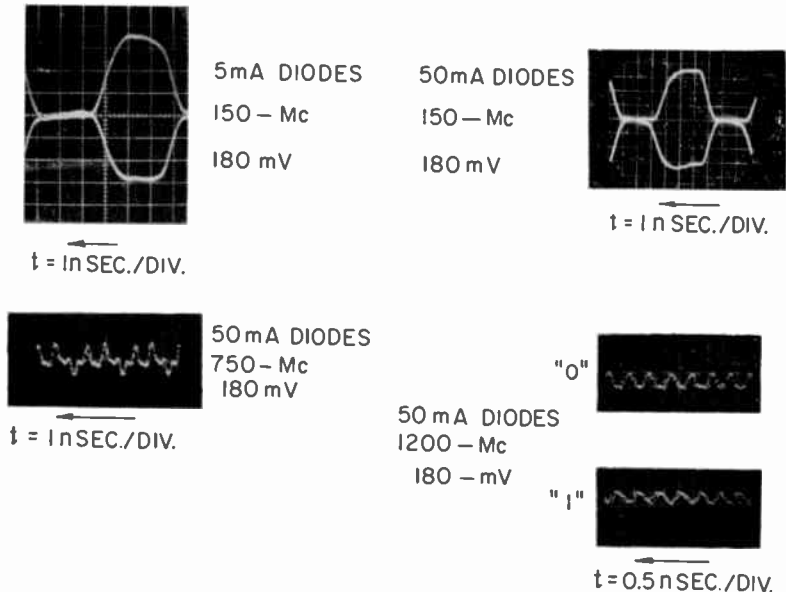 5mA DIODES
150 – Mc
180 mV
t = 1n SEC./DIV.
50mA DIODES
150 – Mc
180 mV
t = 1 n SEC./DIV.
50mA DIODES
750 – Mc
180 mV
t = 1 n SEC./DIV.
50 mA DIODES
1200 – Mc
180 – mV
"0"
"1"
t = 0.5 n SEC./DIV.